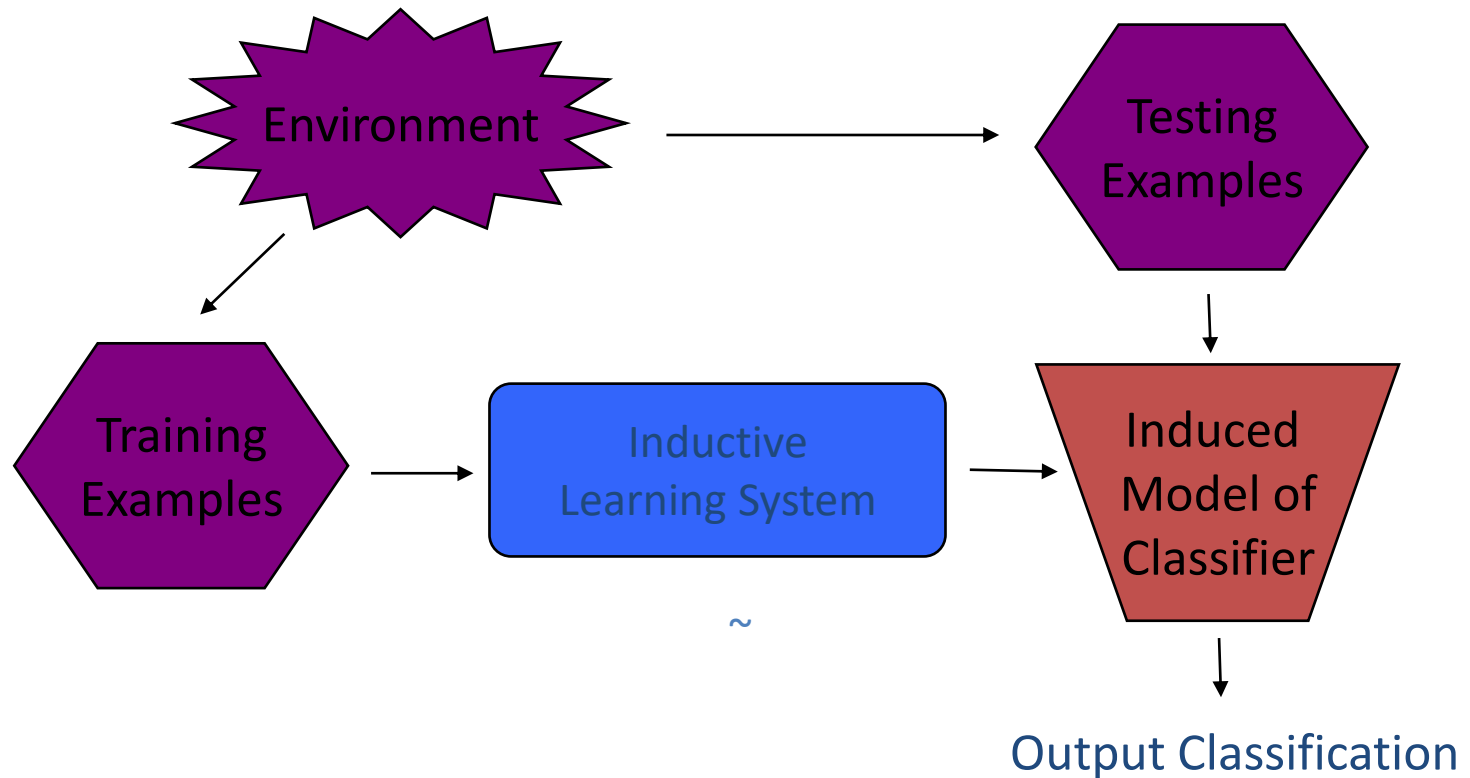 Environment
Testing
Examples
Training
Examples
Inductive
Learning System
Induced
Model of
Classifier
~
Output Classification